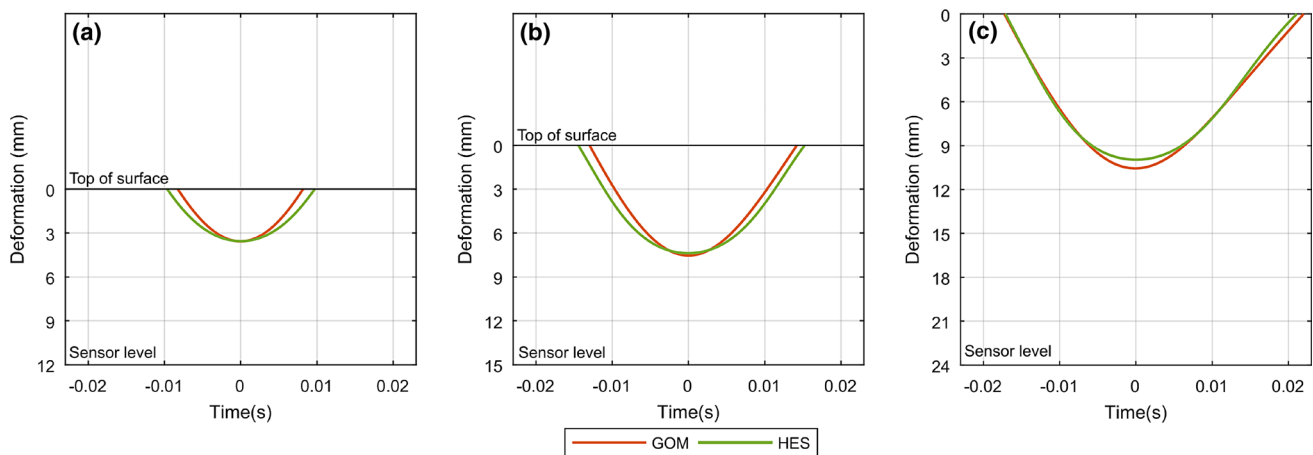 (a)
Top of surface
Deformation (mm)
0
3
6
9
12
Sensor level
-0.02
-0.01
0
0.01
0.02
Time(s)
(b)
Top of surface
Deformation (mm)
0
3
6
9
12
15
Sensor level
-0.02
-0.01
0
0.01
0.02
Time(s)
(c)
Deformation (mm)
0
3
6
9
12
15
18
21
24
Sensor level
-0.02
-0.01
0
0.01
0.02
Time(s)
GOM
HES